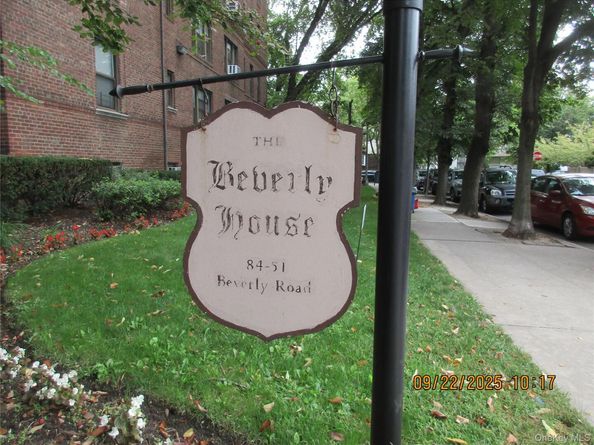 THE
Beverly
House
84-51
Beverly Road
09/22/2025 10:17
OneKey MLS